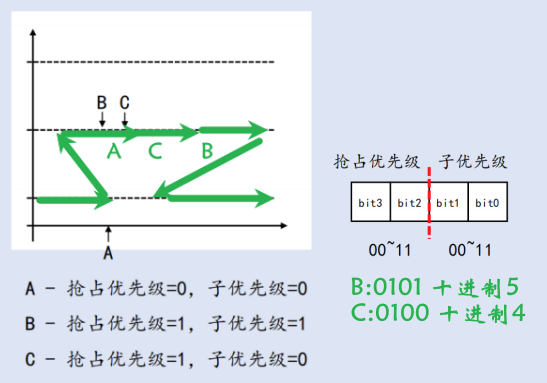 B C
A C B
A
A - 抢占优先级=0，子优先级=0
B - 抢占优先级=1，子优先级=1
C - 抢占优先级=1，子优先级=0
抢占优先级 子优先级
bit3 bit2 bit1 bit0
00~11 00~11
B:0101 十进制5
C:0100 十进制4